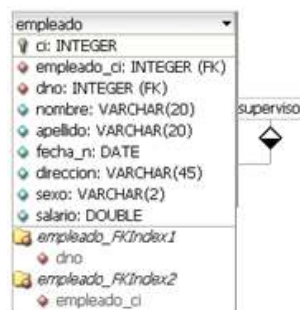 empleado
ci: INTEGER
empleado_ci: INTEGER (FK)
dno: INTEGER (FK)
nombre: VARCHAR(20)
apellido: VARCHAR(20)
fecha_n: DATE
direccion: VARCHAR(45)
sexo: VARCHAR(2)
salario: DOUBLE
empleado_FKIndex1
dno
empleado_FKIndex2
empleado_ci
superviso